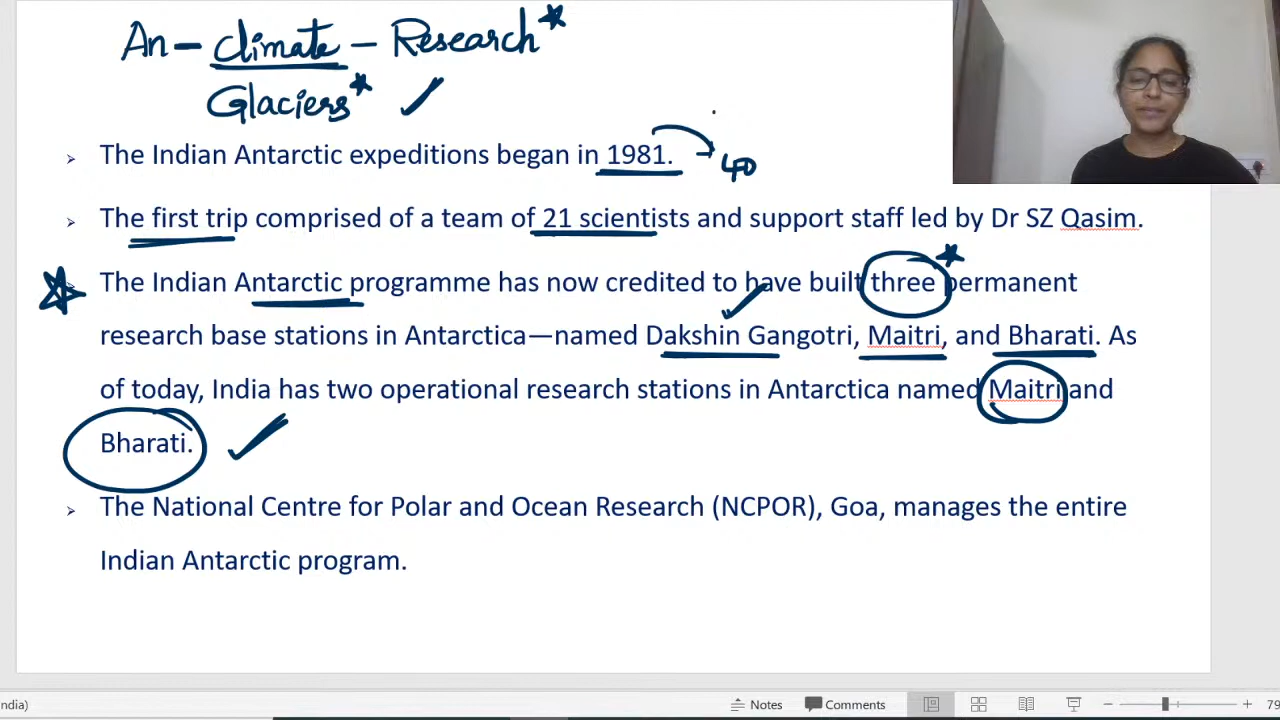 An - climate - Research*
Glaciers* ✓
The Indian Antarctic expeditions began in 1981.
40
The first trip comprised of a team of 21 scientists and support staff led by Dr SZ Qasim.
The Indian Antarctic programme has now credited to have built three permanent
research base stations in Antarctica—named Dakshin Gangotri, Maitri, and Bharati. As
of today, India has two operational research stations in Antarctica named Maitri and
Bharati.
The National Centre for Polar and Ocean Research (NCPOR), Goa, manages the entire
Indian Antarctic program.
Notes Comments